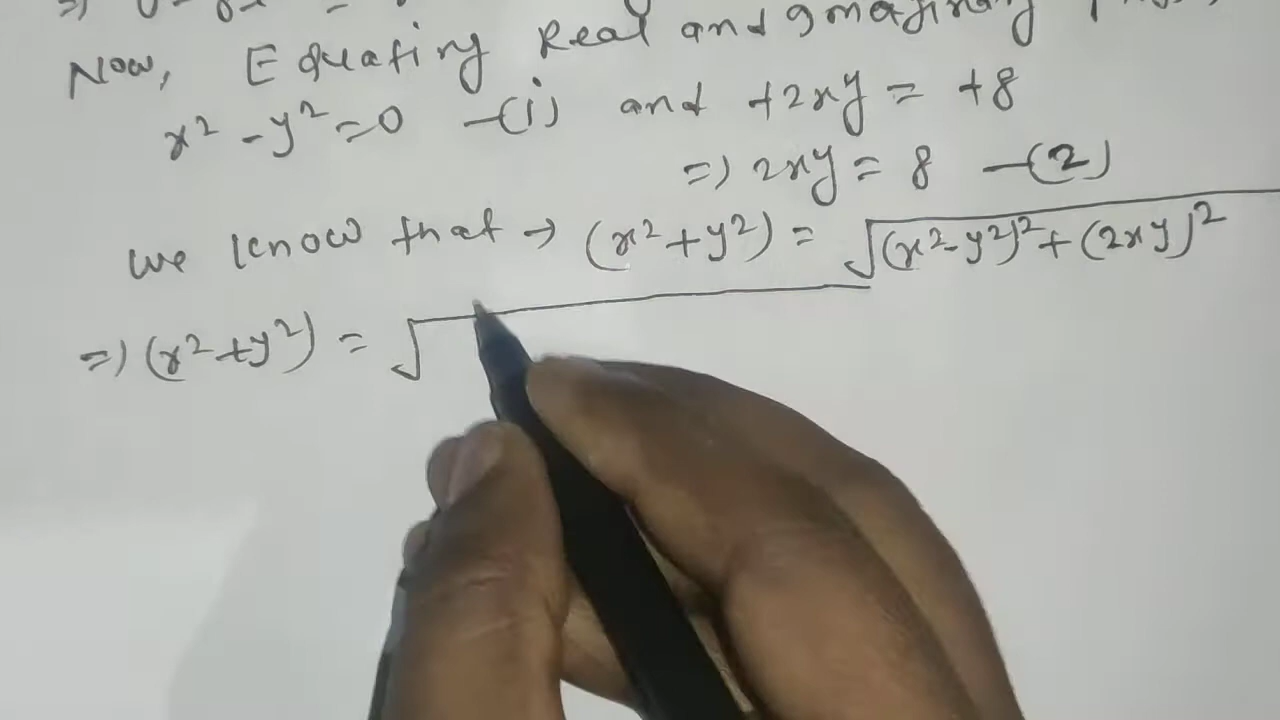 Now, Equating Real and Imaginary
x² - y² = 0 -(i) and +2xy = +8
=) 2xy = 8 -(2)
We know that → (x² + y²) = √(x² - y²)² + (2xy)²
=) (x² + y²) = √